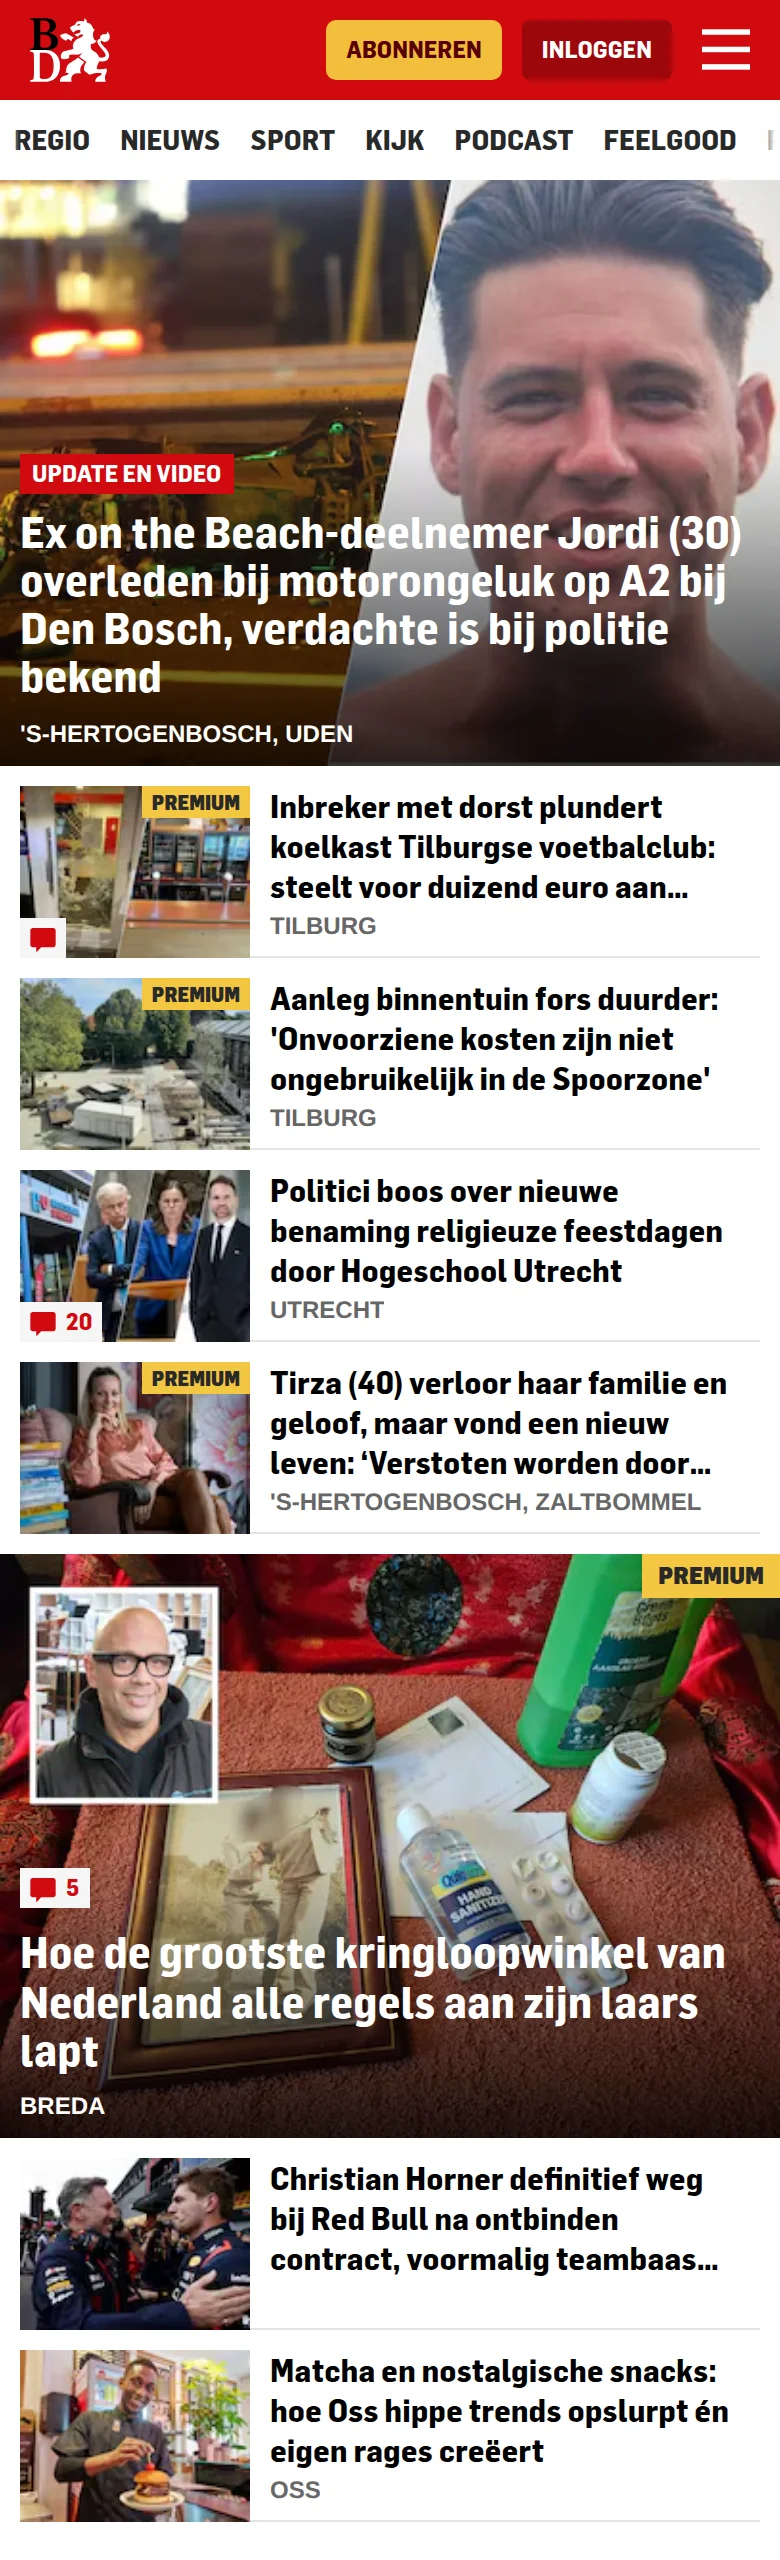 BD
ABONNEREN
INLOGGEN
REGIO NIEUWS SPORT KIJK PODCAST FEELGOOD
UPDATE EN VIDEO
Ex on the Beach-deelnemer Jordi (30)
overleden bij motorongeluk op A2 bij
Den Bosch, verdachte is bij politie
bekend
'S-HERTOGENBOSCH, UDEN
PREMIUM
Inbreker met dorst plundert
koelkast Tilburgse voetbalclub:
steelt voor duizend euro aan...
TILBURG
PREMIUM
Aanleg binnentuin fors duurder:
'Onvoorziene kosten zijn niet
ongebruikelijk in de Spoorzone'
TILBURG
20
Politici boos over nieuwe
benaming religieuze feestdagen
door Hogeschool Utrecht
UTRECHT
PREMIUM
Tirza (40) verloor haar familie en
geloof, maar vond een nieuw
leven: ‘Verstoten worden door...
'S-HERTOGENBOSCH, ZALTBOMMEL
PREMIUM
HAND
SANITIZER
5
Hoe de grootste kringloopwinkel van
Nederland alle regels aan zijn laars
lapt
BREDA
Christian Horner definitief weg
bij Red Bull na ontbinden
contract, voormalig teambaas...
Matcha en nostalgische snacks:
hoe Oss hippe trends opslurpt én
eigen rages creëert
OSS